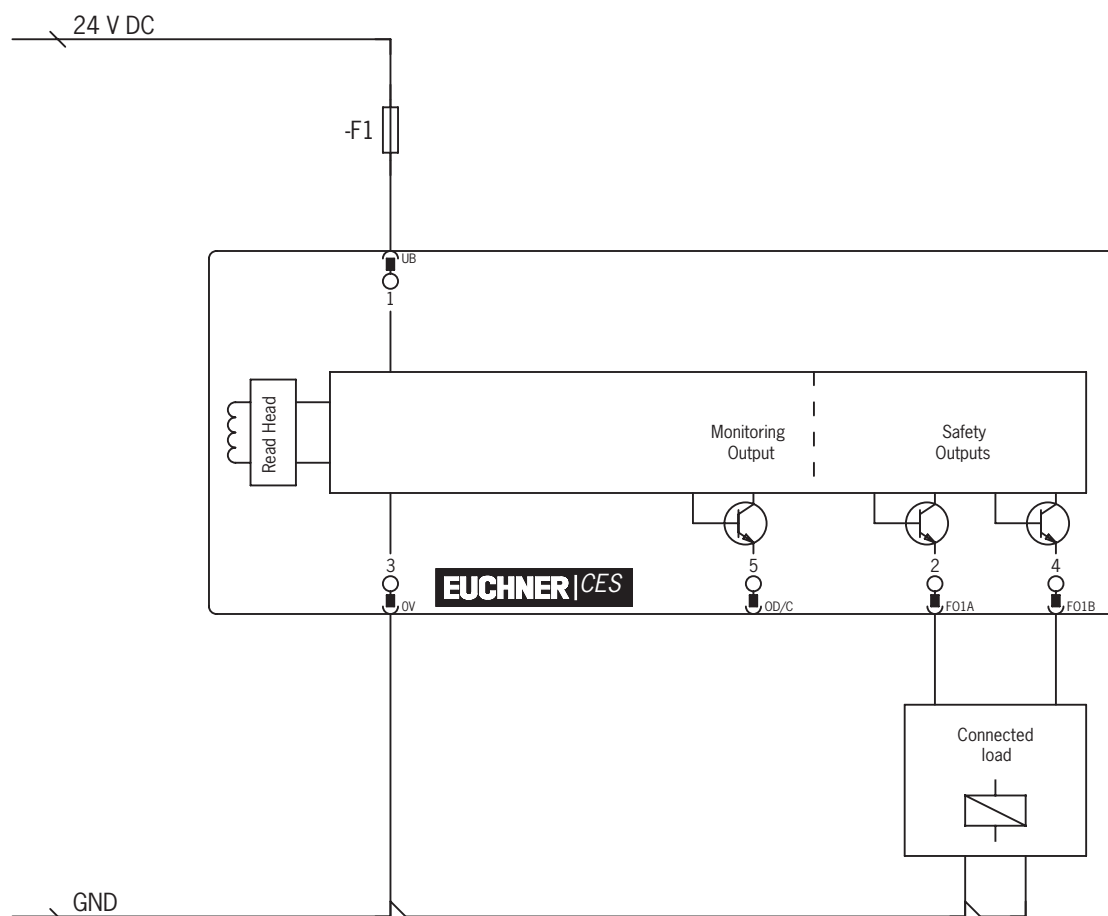 24 V DC
-F1
UB
1
Read Head
Monitoring
Output
Safety
Outputs
3
5
2
4
EUCHNER|CES
0V
OD/C
FO1A
FO1B
Connected
load
GND